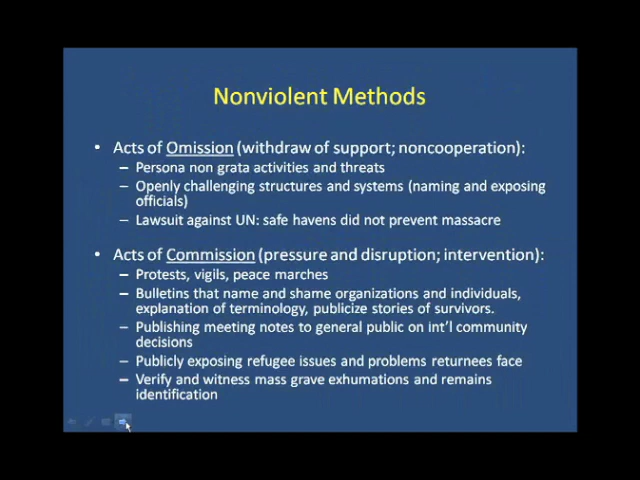 Nonviolent Methods
• Acts of Omission (withdraw of support; noncooperation):
– Persona non grata activities and threats
– Openly challenging structures and systems (naming and exposing
officials)
– Lawsuit against UN: safe havens did not prevent massacre
• Acts of Commission (pressure and disruption; intervention):
– Protests, vigils, peace marches
– Bulletins that name and shame organizations and individuals,
explanation of terminology, publicize stories of survivors.
– Publishing meeting notes to general public on int'l community
decisions
– Publicly exposing refugee issues and problems returnees face
– Verify and witness mass grave exhumations and remains
identification